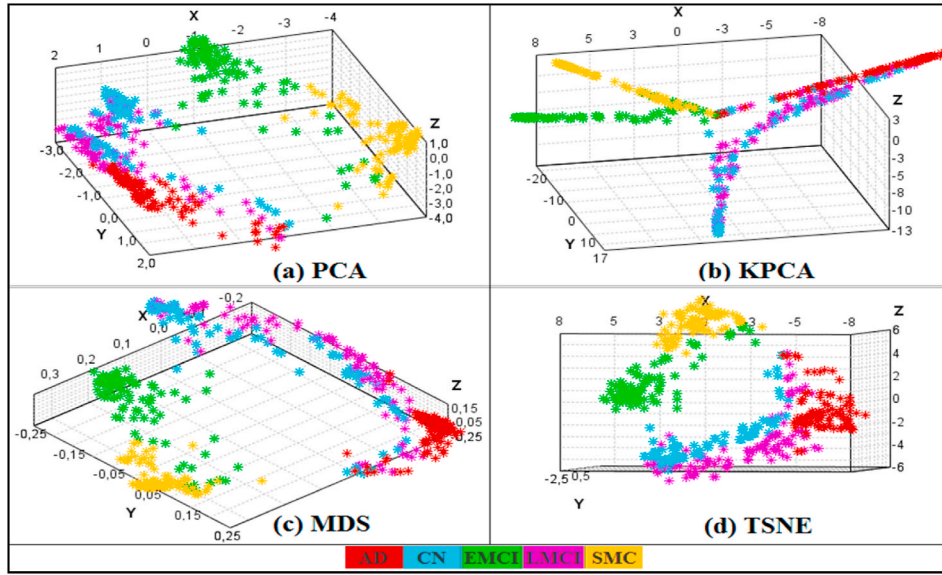 X
2 1 0 -1 -2 -3 -4
-3,0 -2,0 -1,0 0,0 1,0 2,0
Y
Z
1,0 0,0 -1,0 -2,0 -3,0 -4,0
(a) PCA
X
8 5 3 0 -3 -5 -8
-20 -10 0 10 17
Y
Z
3 0 -3 -5 -8 -10 -13
(b) KPCA
X
0,3 0,2 0,1 0,0 -0,2
-0,25 -0,15 -0,05 0,05 0,15 0,25
Y
Z
0,15 0,05
(c) MDS
X
8 5 3 -3 -5 -8
-2,5 0,5
Y
Z
6 4 2 0 -2 -4 -6
(d) TSNE
AD CN EMCI LMCI SMC